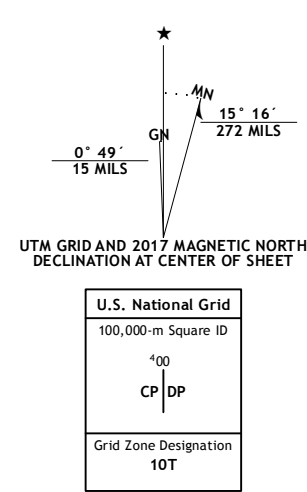 ★
MN
GN
15° 16´
272 MILS
0° 49´
15 MILS
UTM GRID AND 2017 MAGNETIC NORTH
DECLINATION AT CENTER OF SHEET
U.S. National Grid
100,000-m Square ID
⁴00
CP DP
Grid Zone Designation
10T